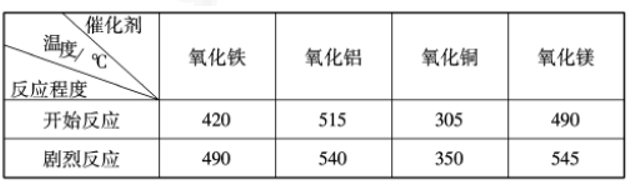 催化剂
温度/℃
反应程度
氧化铁 氧化铝 氧化铜 氧化镁
开始反应 420 515 305 490
剧烈反应 490 540 350 545